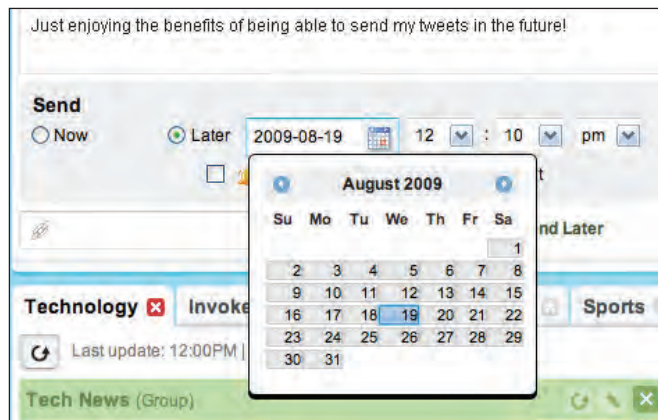 Just enjoying the benefits of being able to send my tweets in the future!
Send
Now Later 2009-08-19 12 : 10 pm
August 2009
Su Mo Tu We Th Fr Sa
1
2 3 4 5 6 7 8
9 10 11 12 13 14 15
16 17 18 19 20 21 22
23 24 25 26 27 28 29
30 31
Later
Technology Sports
Last update: 12:00PM |
Tech News (Group)